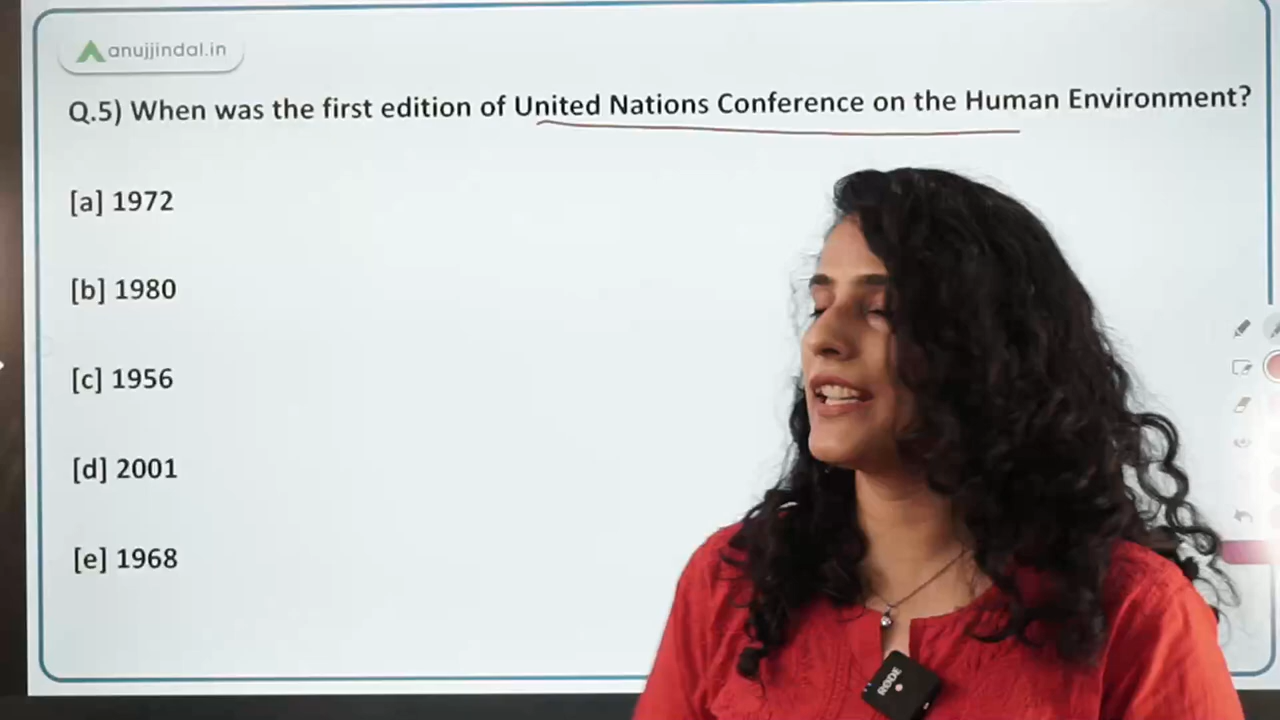 anujjindal.in
Q.5) When was the first edition of United Nations Conference on the Human Environment?
[a] 1972
[b] 1980
[c] 1956
[d] 2001
[e] 1968
RODE